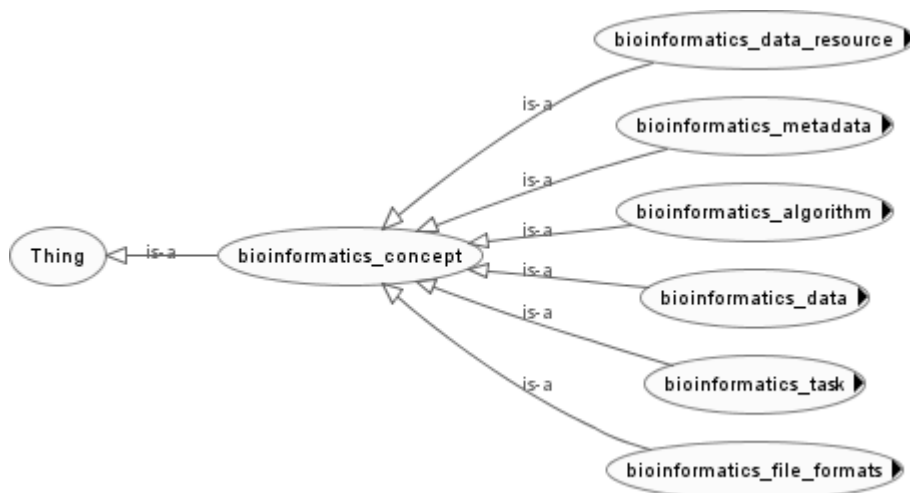 bioinformatics_data_resource
is-a
bioinformatics_metadata
is-a
bioinformatics_algorithm
is-a
Thing
is-a
bioinformatics_concept
is-a
bioinformatics_data
is-a
bioinformatics_task
is-a
bioinformatics_file_formats